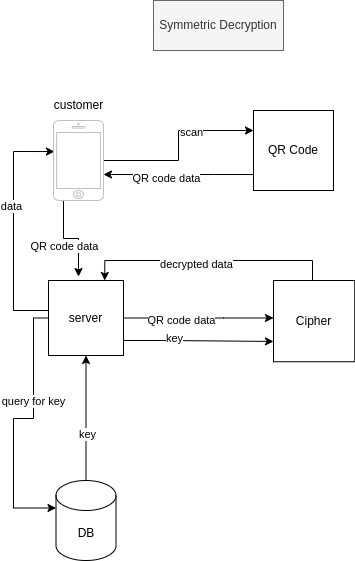 Symmetric Decryption
customer
scan
QR Code
QR code data
data
QR code data
decrypted data
server
QR code data
Cipher
key
query for key
key
DB